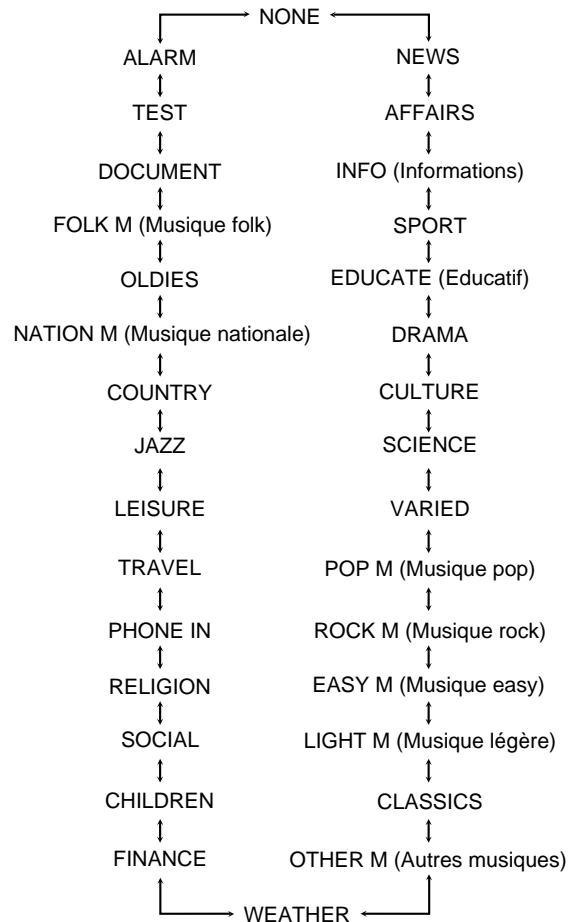 NONE
ALARM
TEST
DOCUMENT
FOLK M (Musique folk)
OLDIES
NATION M (Musique nationale)
COUNTRY
JAZZ
LEISURE
TRAVEL
PHONE IN
RELIGION
SOCIAL
CHILDREN
FINANCE
NEWS
AFFAIRS
INFO (Informations)
SPORT
EDUCATE (Educatif)
DRAMA
CULTURE
SCIENCE
VARIED
POP M (Musique pop)
ROCK M (Musique rock)
EASY M (Musique easy)
LIGHT M (Musique légère)
CLASSICS
OTHER M (Autres musiques)
WEATHER